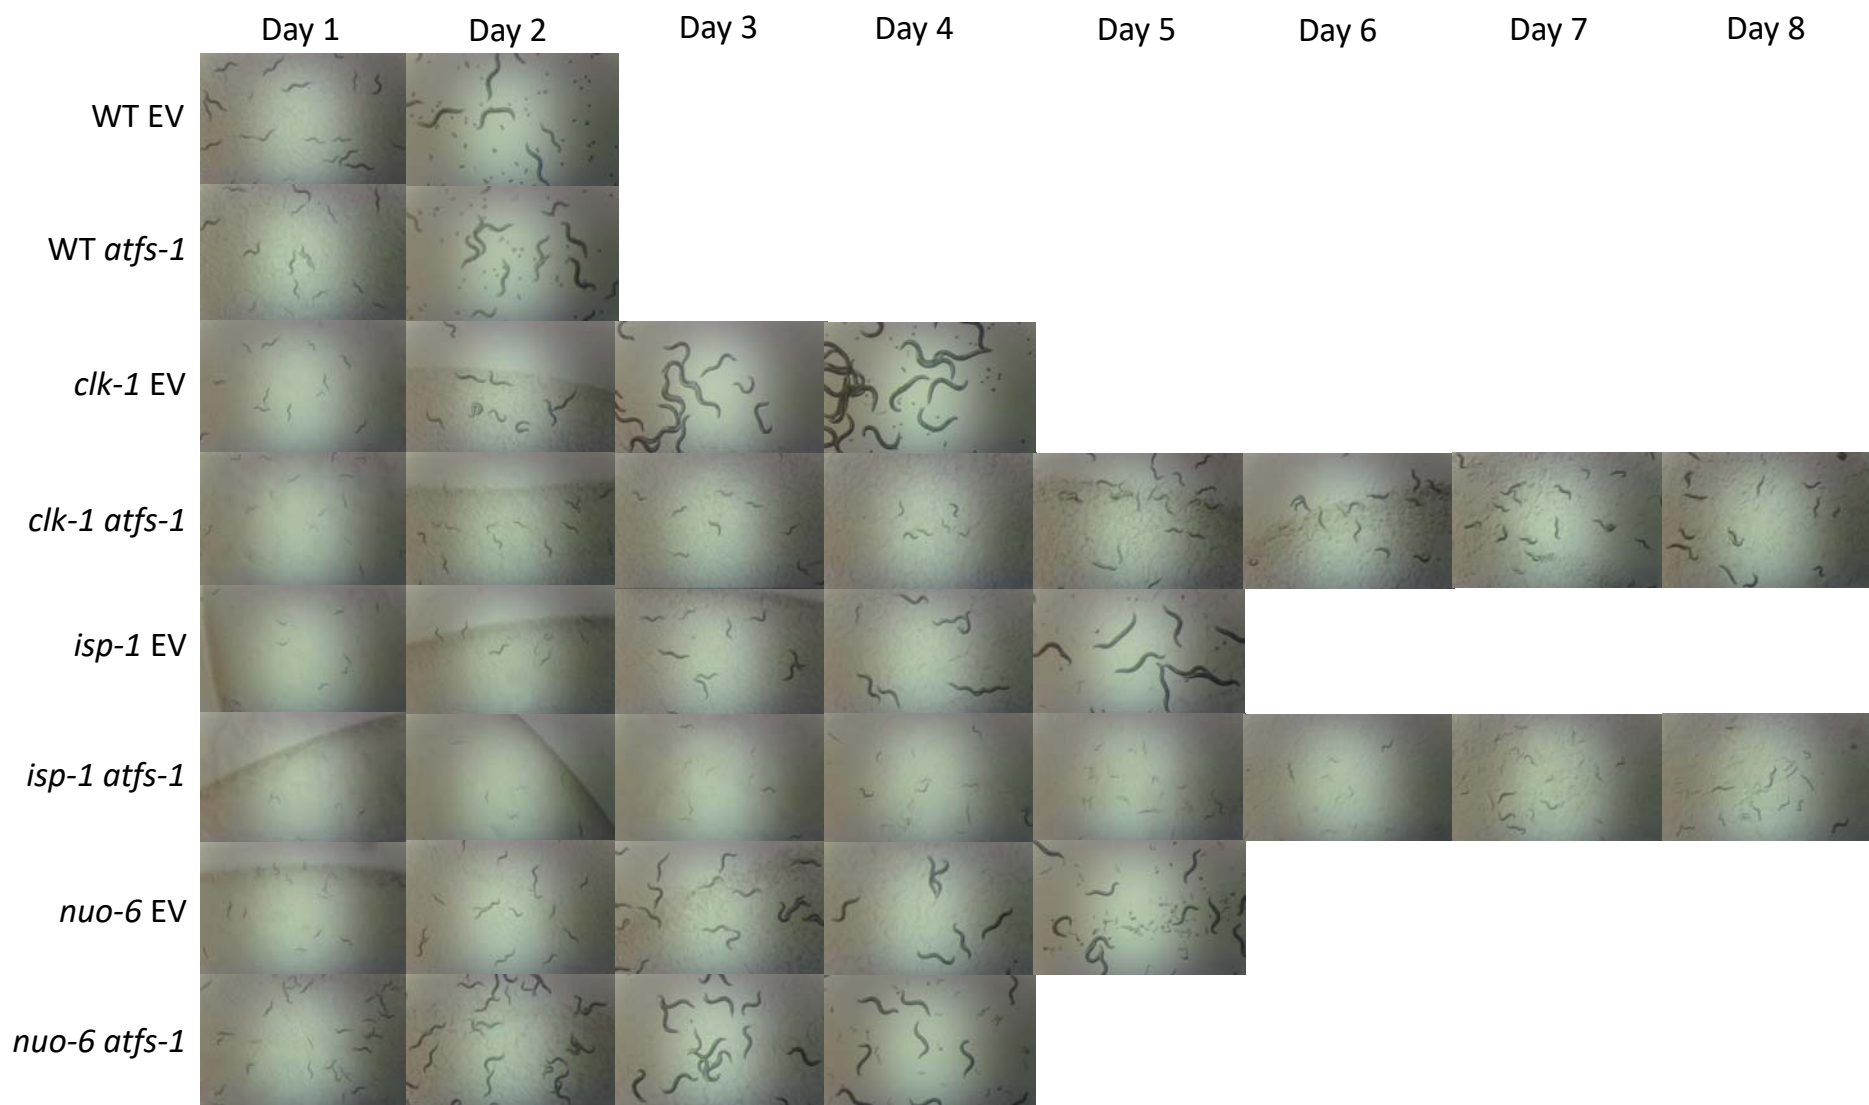 Day 1 Day 2 Day 3 Day 4 Day 5 Day 6 Day 7 Day 8
WT EV
WT atfs-1
clk-1 EV
clk-1 atfs-1
isp-1 EV
isp-1 atfs-1
nuo-6 EV
nuo-6 atfs-1